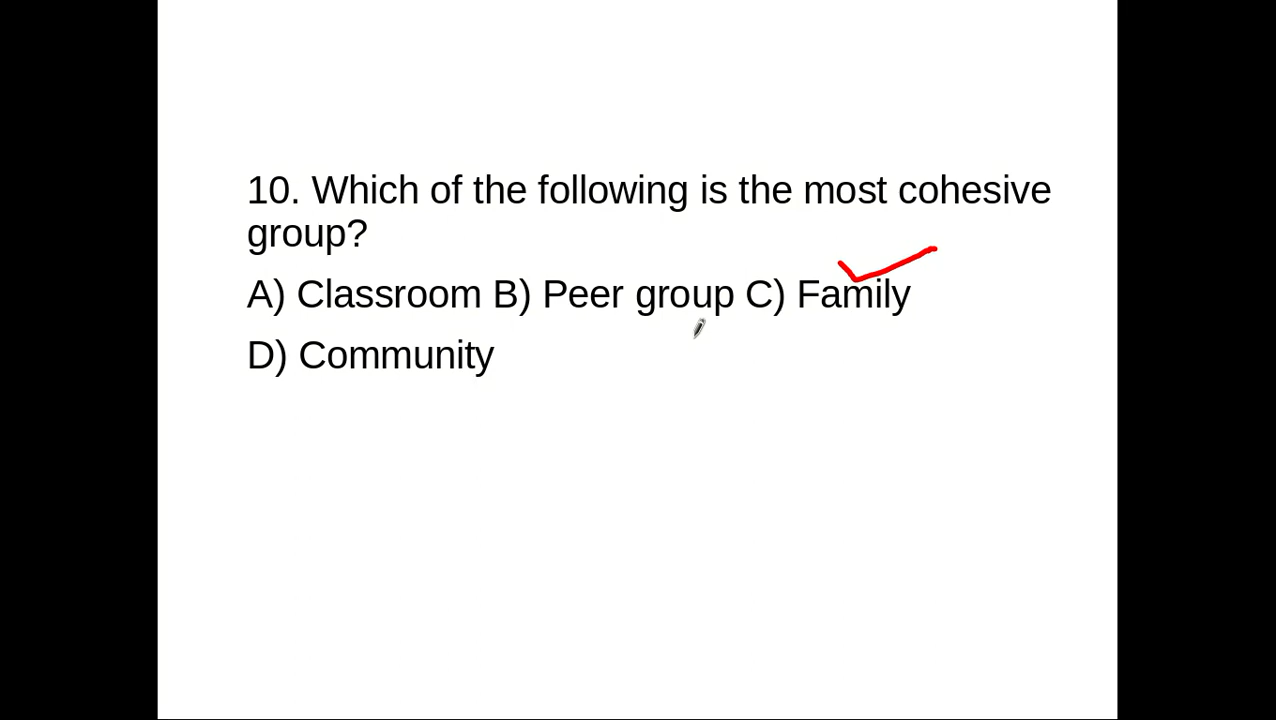 10. Which of the following is the most cohesive
group?
A) Classroom B) Peer group C) Family
D) Community